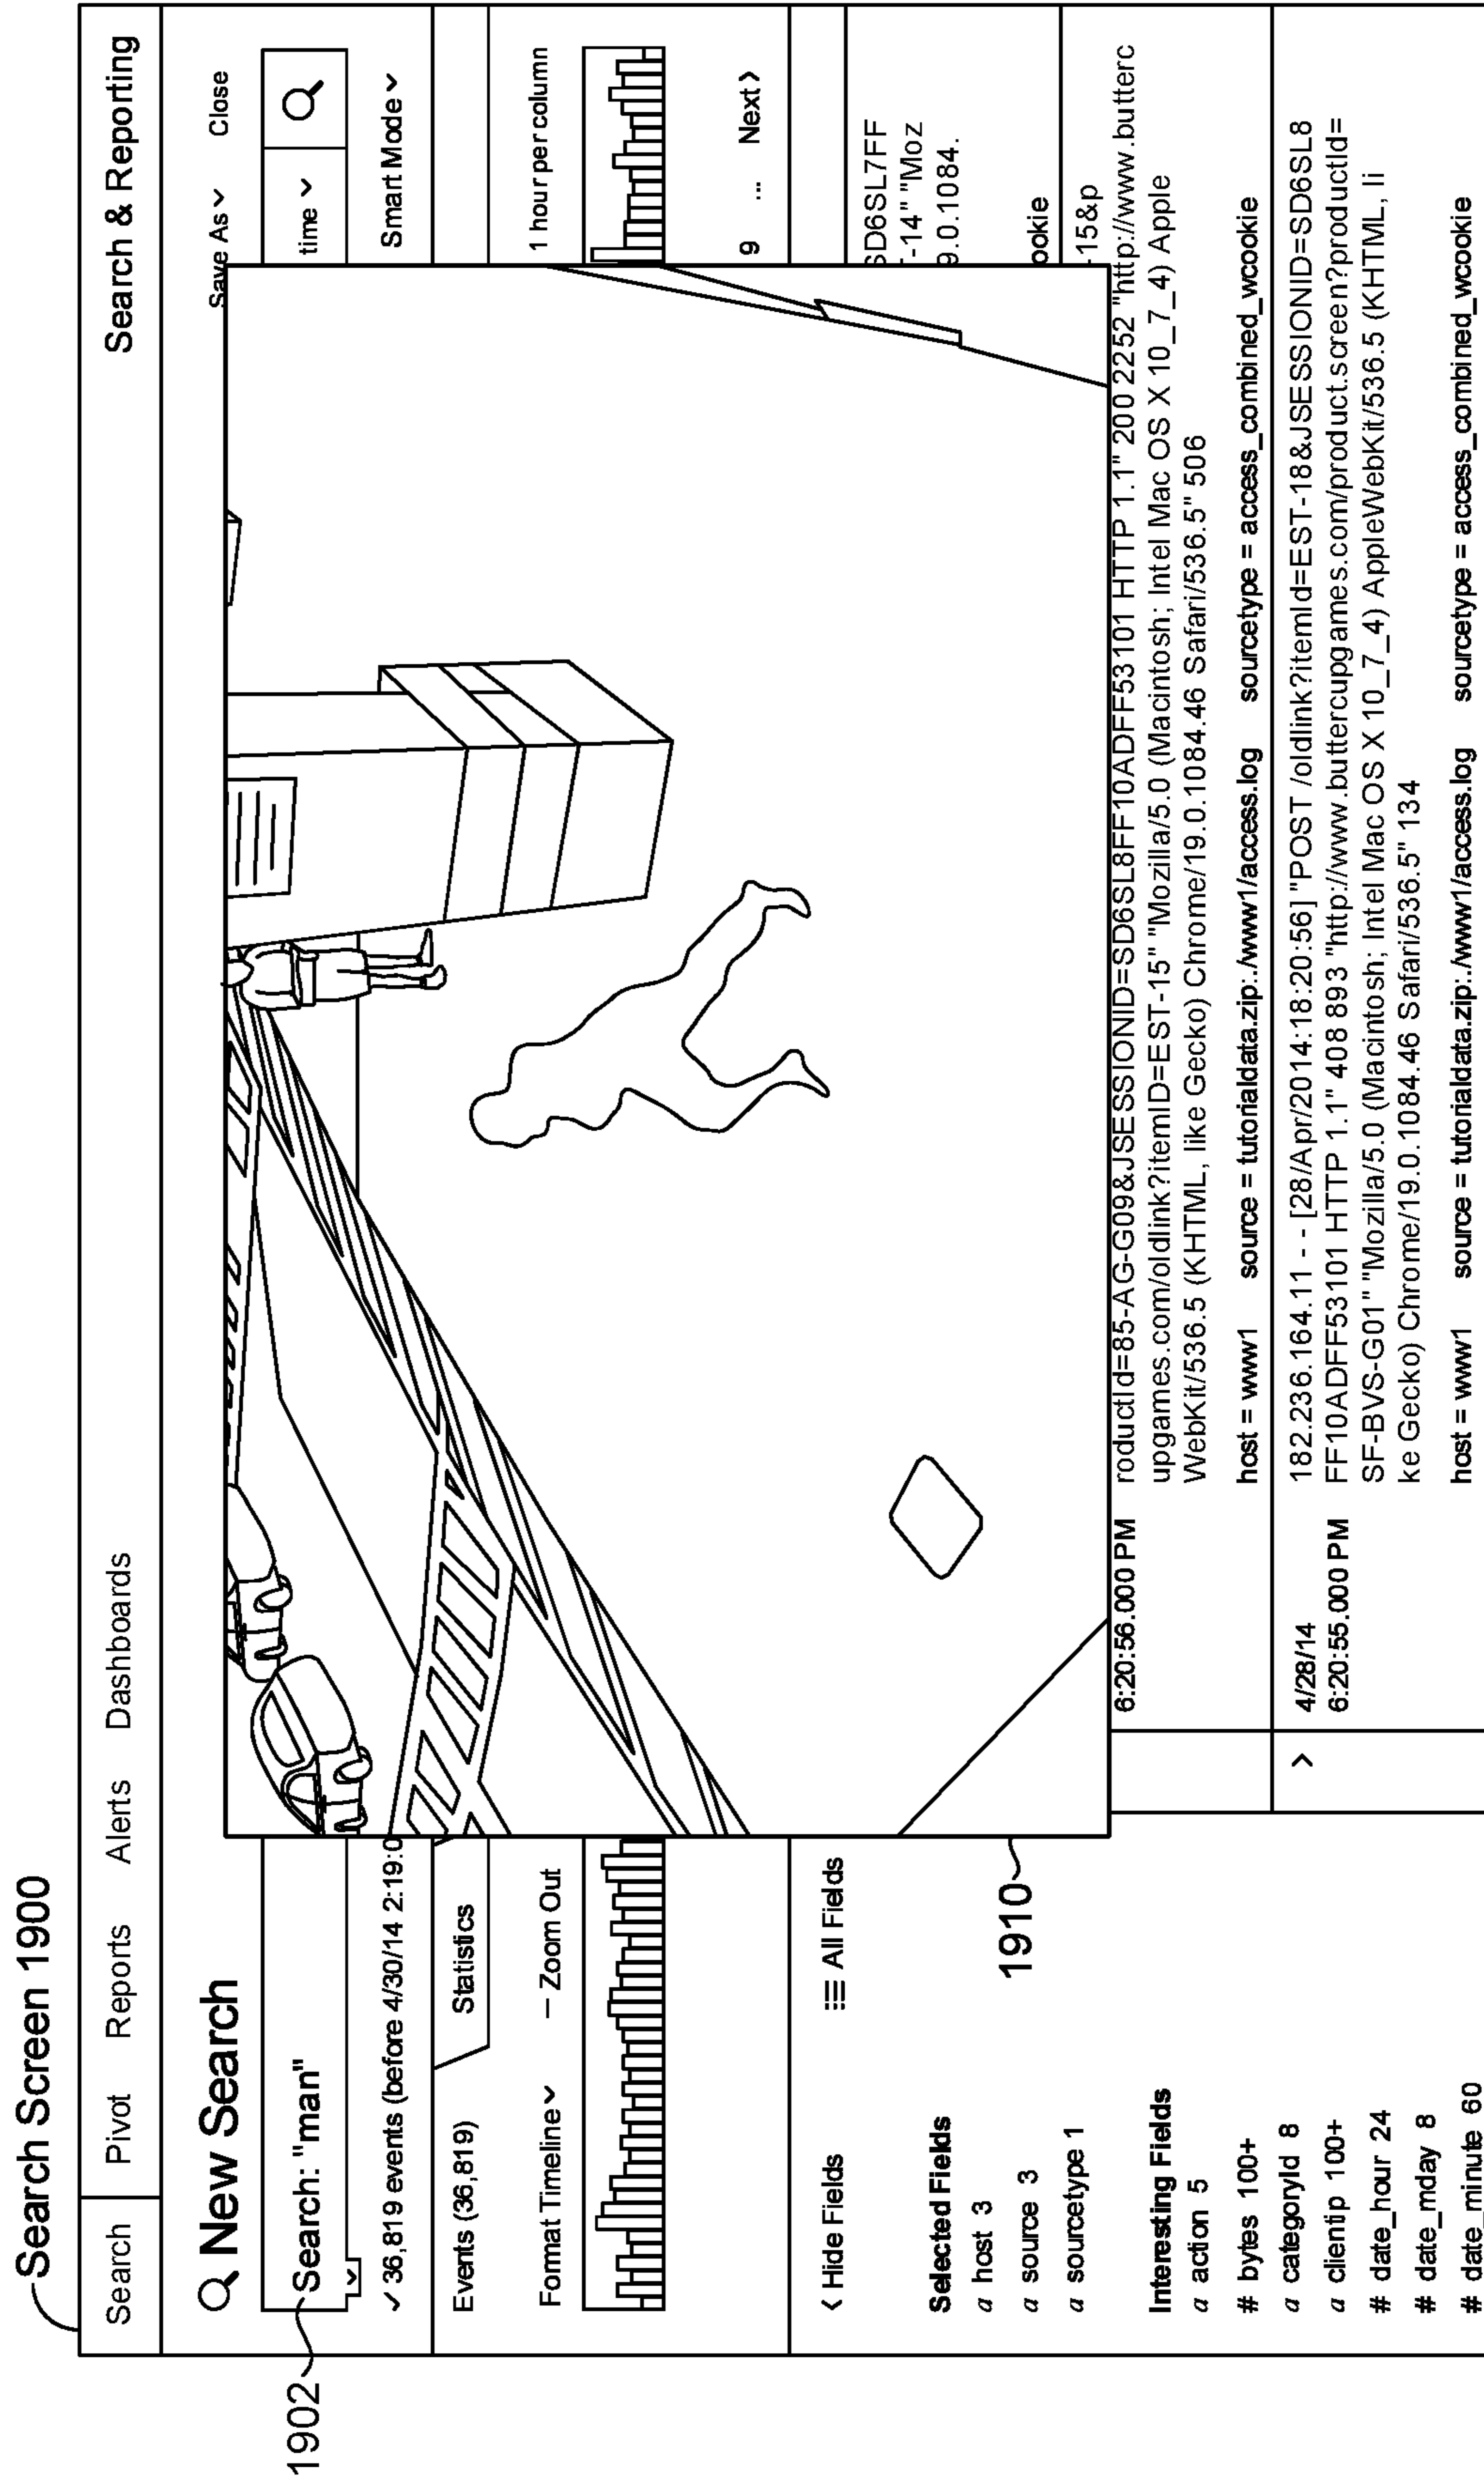 Search Screen 1900
Search Pivot Reports Alerts Dashboards Search & Reporting
New Search Save As Close
1902 Search: "man" time
36,819 events (before 4/30/14 2:19:0 Smart Mode
Events (36,819) Statistics
Format Timeline — Zoom Out 1 hour per column
9 ... Next
Hide Fields All Fields
SD6SL7FF
-14" "Moz
9.0.1084.
ookie
Selected Fields
a host 3
a source 3
a sourcetype 1
1910
-15&p
6:20:56.000 PM roductId=85-AG-G09&JSESSIONID=SD6SL8FF10ADFF53101 HTTP 1.1" 200 2252 "http://www.butterc
upgames.com/oldlink?itemID=EST-15" "Mozilla/5.0 (Macintosh; Intel Mac OS X 10_7_4) Apple
WebKit/536.5 (KHTML, like Gecko) Chrome/19.0.1084.46 Safari/536.5" 506
host = www1 source = tutorialdata.zip:./www1/access.log sourcetype = access_combined_wcookie
Interesting Fields
a action 5
# bytes 100+
a categoryId 8
a clientip 100+
# date_hour 24
# date_mday 8
# date_minute 60
4/28/14 182.236.164.11 - - [28/Apr/2014:18:20:56] "POST /oldlink?itemId=EST-18&JSESSIONID=SD6SL8
6:20:55.000 PM FF10ADFF53101 HTTP 1.1" 408 893 "http://www.buttercupgames.com/product.screen?productId=
SF-BVS-G01" "Mozilla/5.0 (Macintosh; Intel Mac OS X 10_7_4) AppleWebKit/536.5 (KHTML, li
ke Gecko) Chrome/19.0.1084.46 Safari/536.5" 134
host = www1 source = tutorialdata.zip:./www1/access.log sourcetype = access_combined_wcookie